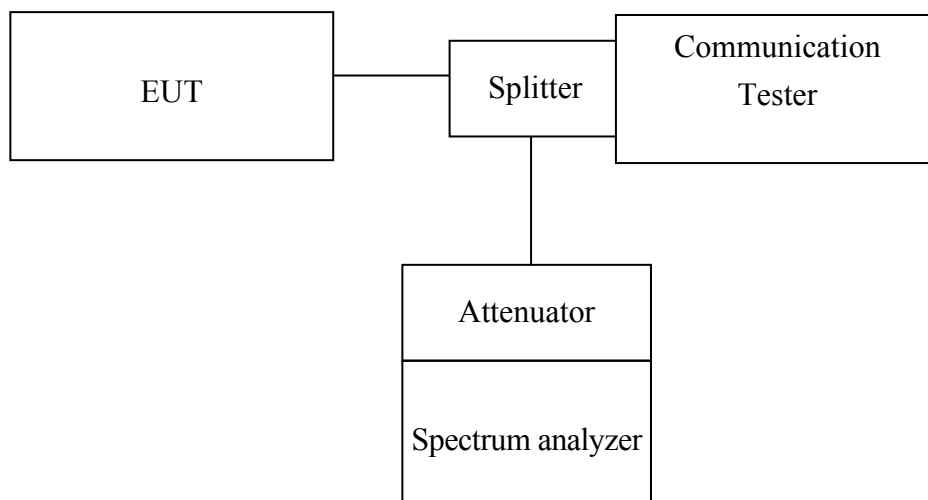 EUT
Splitter
Communication
Tester
Attenuator
Spectrum analyzer